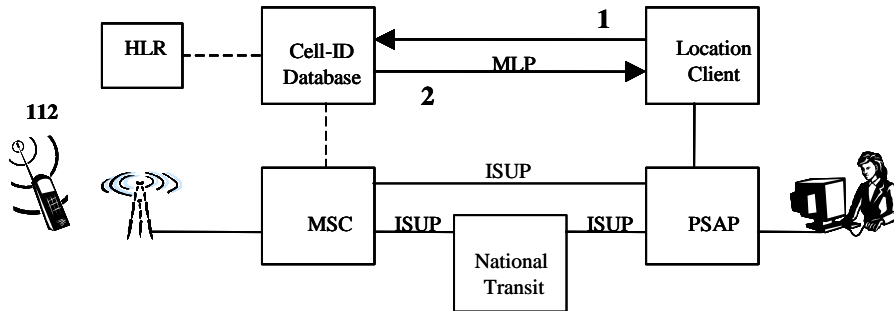 1
HLR
Cell-ID
Database
MLP
Location
Client
2
112
ISUP
MSC
ISUP
ISUP
PSAP
National
Transit